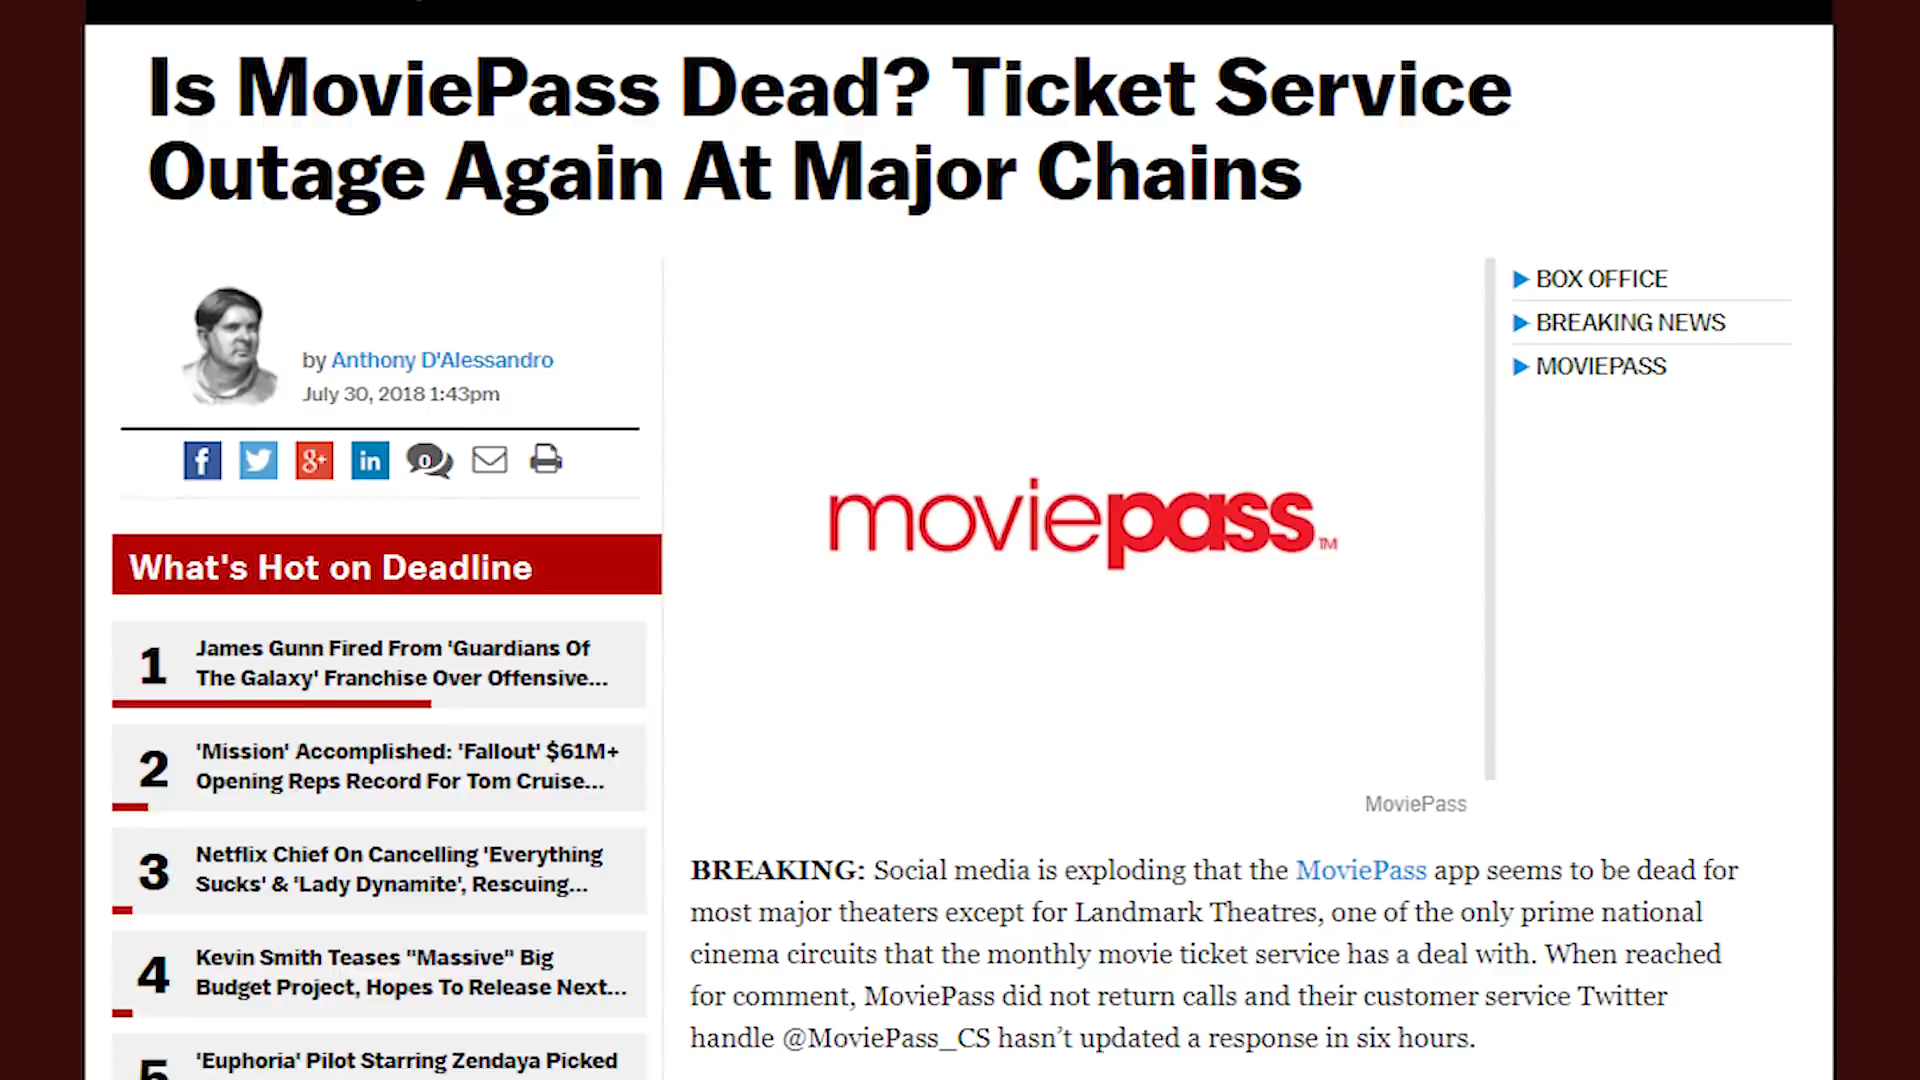 Is MoviePass Dead? Ticket Service
Outage Again At Major Chains
by Anthony D'Alessandro
July 30, 2018 1:43pm
f
g+
in
0
What's Hot on Deadline
1
James Gunn Fired From 'Guardians Of
The Galaxy' Franchise Over Offensive...
2
'Mission' Accomplished: 'Fallout' $61M+
Opening Reps Record For Tom Cruise...
3
Netflix Chief On Cancelling 'Everything
Sucks' & 'Lady Dynamite', Rescuing...
4
Kevin Smith Teases "Massive" Big
Budget Project, Hopes To Release Next...
5
'Euphoria' Pilot Starring Zendaya Picked
moviepass™
MoviePass
BREAKING: Social media is exploding that the MoviePass app seems to be dead for
most major theaters except for Landmark Theatres, one of the only prime national
cinema circuits that the monthly movie ticket service has a deal with. When reached
for comment, MoviePass did not return calls and their customer service Twitter
handle @MoviePass_CS hasn't updated a response in six hours.
BOX OFFICE
BREAKING NEWS
MOVIEPASS